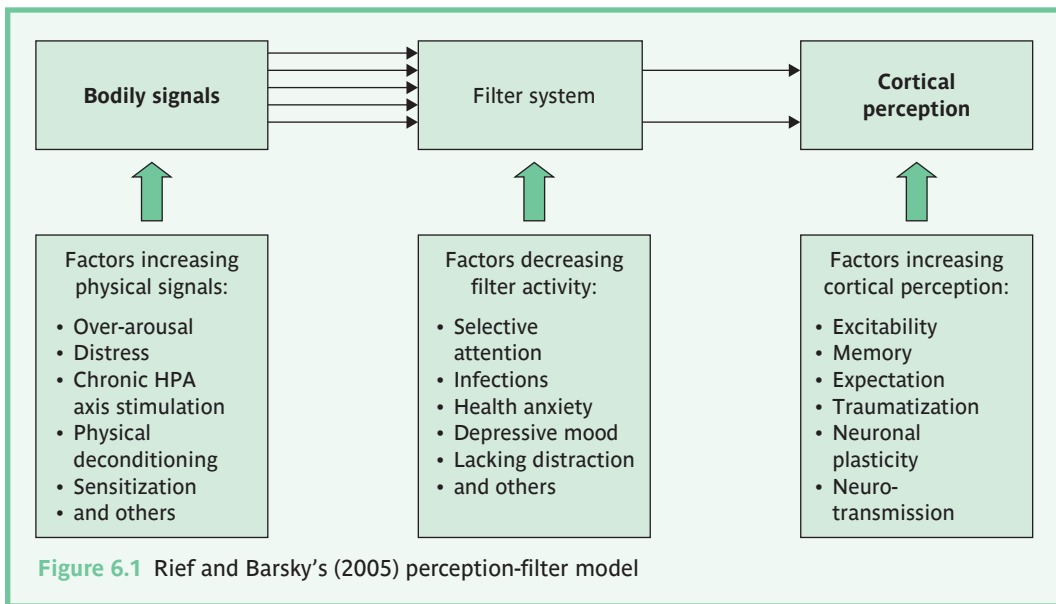 Bodily signals
Filter system
Cortical
perception
Factors increasing
physical signals:
• Over-arousal
• Distress
• Chronic HPA
axis stimulation
• Physical
deconditioning
• Sensitization
• and others
Factors decreasing
filter activity:
• Selective
attention
• Infections
• Health anxiety
• Depressive mood
• Lacking distraction
• and others
Factors increasing
cortical perception:
• Excitability
• Memory
• Expectation
• Traumatization
• Neuronal
plasticity
• Neuro-
transmission
Figure 6.1 Rief and Barsky’s (2005) perception-filter model